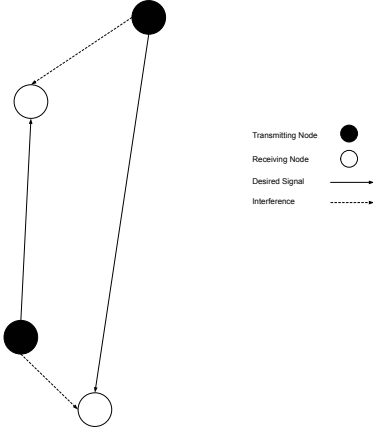 Transmitting Node
Receiving Node
Desired Signal
Interference